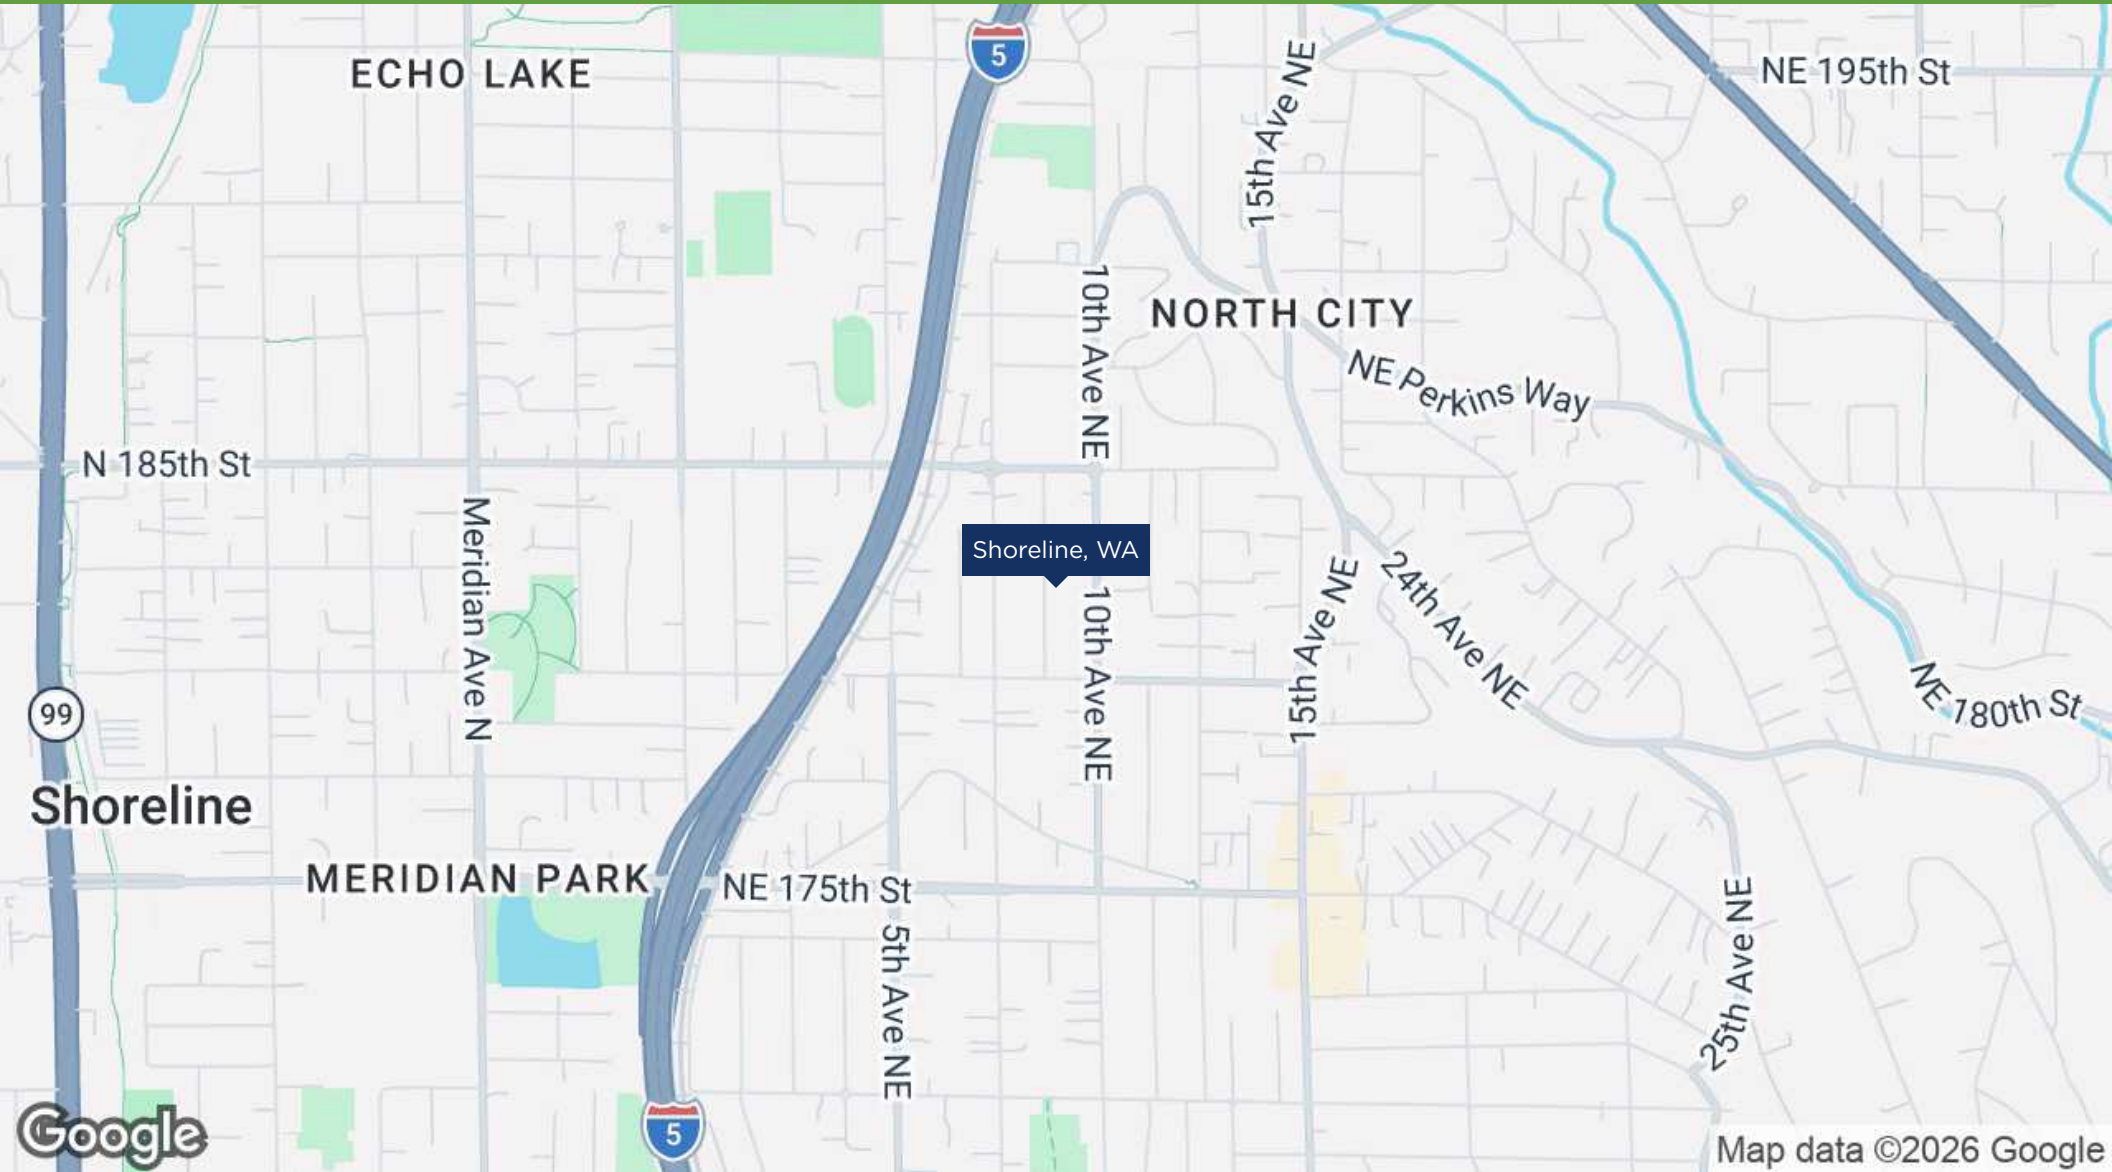 5
ECHO LAKE
15th Ave NE
NE 195th St
10th Ave NE
NORTH CITY
NE Perkins Way
N 185th St
Meridian Ave N
Shoreline, WA
10th Ave NE
15th Ave NE
24th Ave NE
NE 180th St
99
Shoreline
MERIDIAN PARK
NE 175th St
5th Ave NE
25th Ave NE
5
Google
Map data ©2026 Google